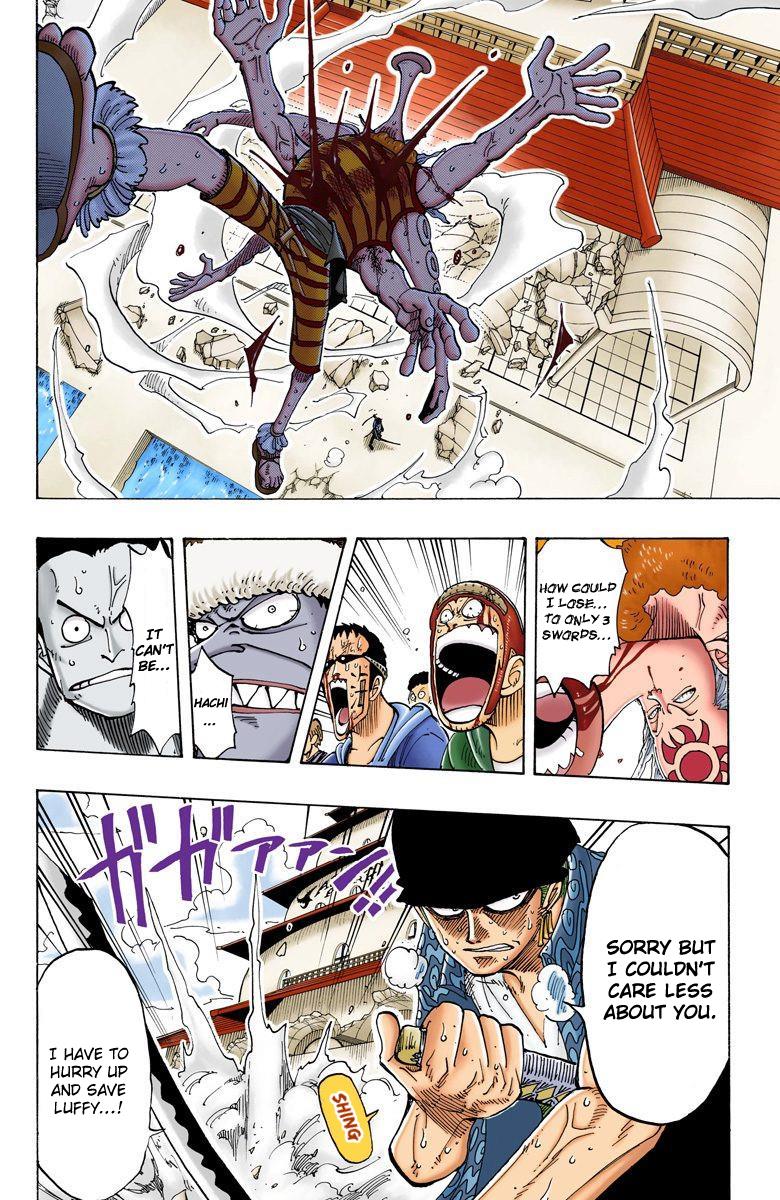 HOW COULD
I LOSE...
TO ONLY 3
SWORDS...
HACHI
...
IT
CAN'T
BE...
ガガァァン!!
SORRY BUT
I COULDN'T
CARE LESS
ABOUT YOU.
SHING
I HAVE TO
HURRY UP
AND SAVE
LUFFY...!